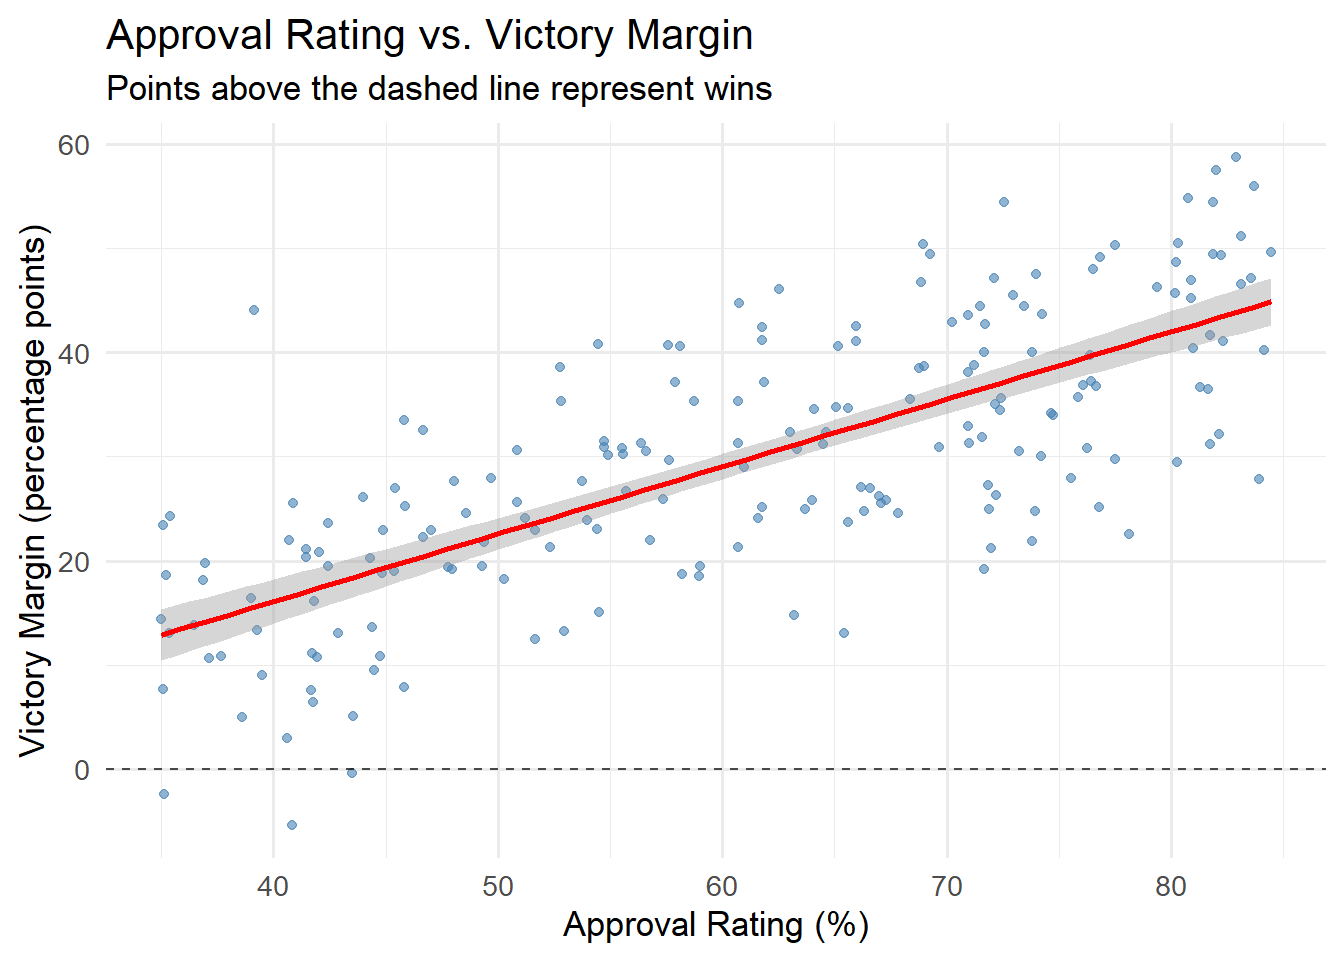 Approval Rating vs. Victory Margin
Points above the dashed line represent wins
Victory Margin (percentage points)
60
40
20
0
40 50 60 70 80
Approval Rating (%)